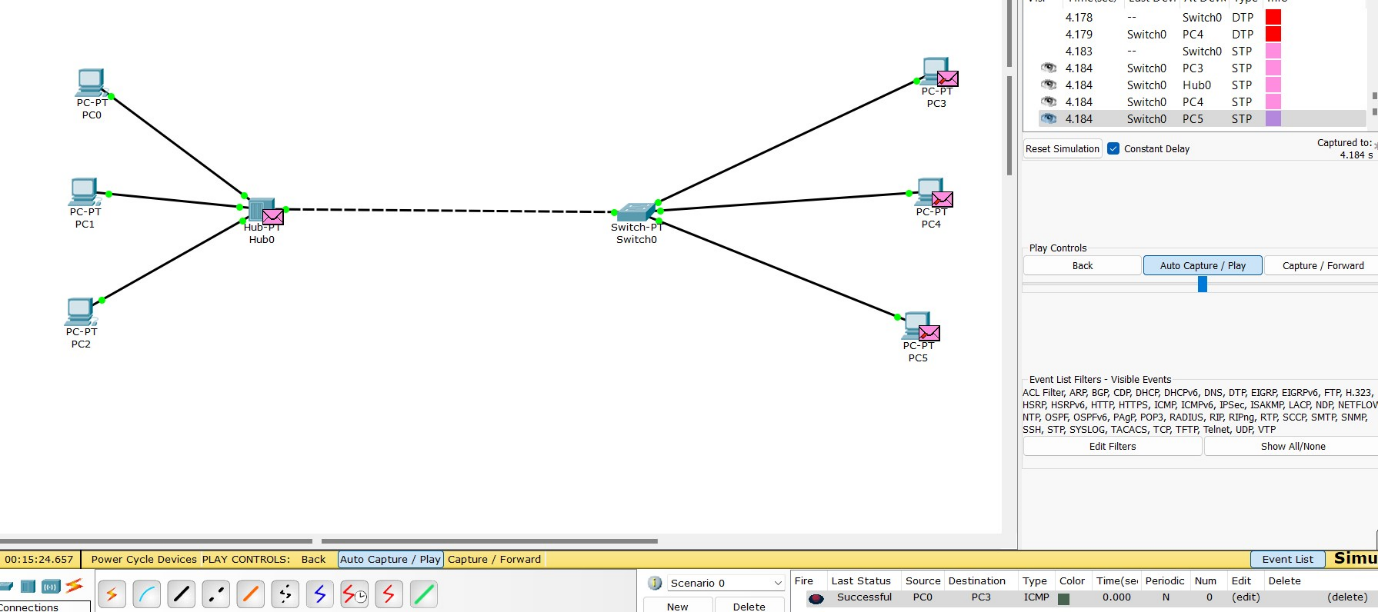 4.178 -- Switch0 DTP
4.179 Switch0 PC4 DTP
4.183 -- Switch0 STP
4.184 Switch0 PC3 STP
4.184 Switch0 Hub0 STP
4.184 Switch0 PC4 STP
4.184 Switch0 PC5 STP
Reset Simulation Constant Delay Captured to:
4.184 s
PC-PT
PC0
PC-PT
PC1
PC-PT
PC2
Hub-PT
Hub0
Switch-PT
Switch0
PC-PT
PC3
PC-PT
PC4
PC-PT
PC5
Play Controls
Back Auto Capture / Play Capture / Forward
Event List Filters - Visible Events
ACL Filter, ARP, BGP, CDP, DHCP, DHCPv6, DNS, DTP, EIGRP, EIGRPv6, FTP, H.323,
HSRP, HSRPv6, HTTP, HTTPS, ICMP, ICMPv6, IPSec, ISAKMP, LACP, NDP, NETFLOW
NTP, OSPF, OSPFv6, PAgP, POP3, RADIUS, RIP, RIPng, RTP, SCCP, SMTP, SNMP,
SSH, STP, SYSLOG, TACACS, TCP, TFTP, Telnet, UDP, VTP
Edit Filters Show All/None
00:15:24.657 Power Cycle Devices PLAY CONTROLS: Back Auto Capture / Play Capture / Forward Event List Simu
Connections
Scenario 0
New Delete
Fire Last Status Source Destination Type Color Time(sec Periodic Num Edit Delete
Successful PC0 PC3 ICMP 0.000 N 0 (edit) (delete)